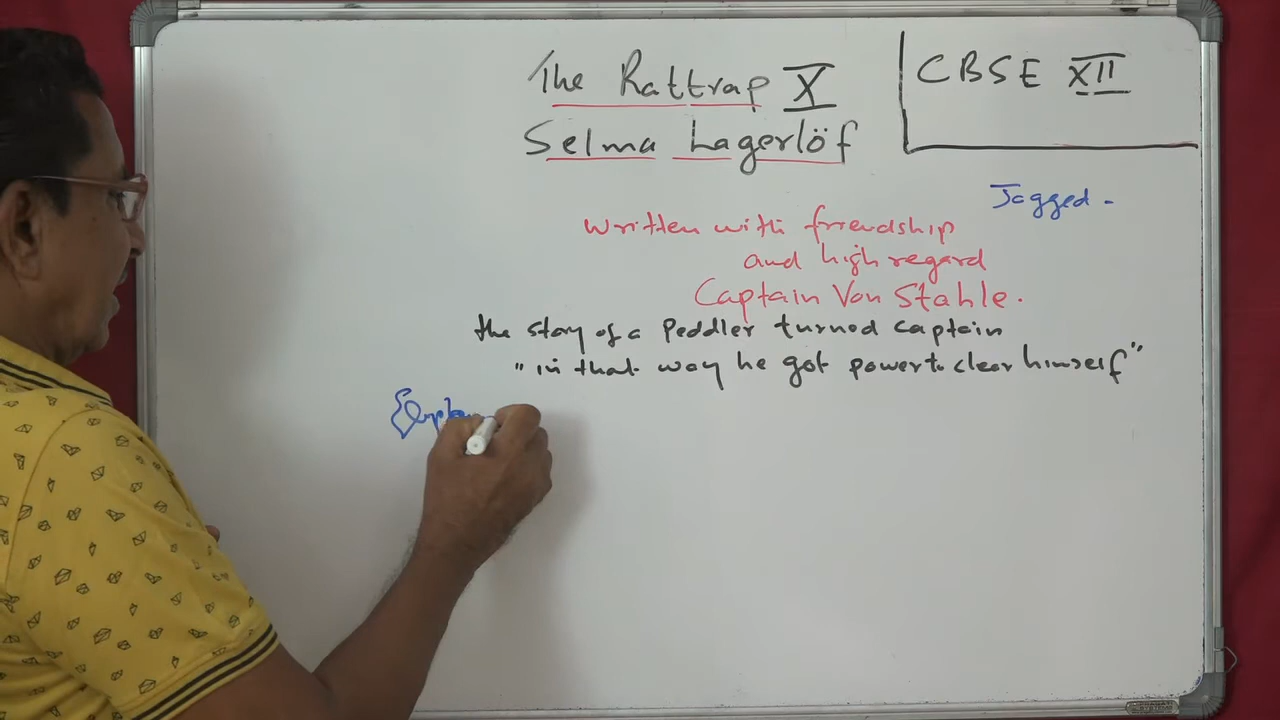 The Rattrap X
Selma Lagerlöf
CBSE XII
Jagged -
Written with friendship
and high regard
Captain Von Stahle.
the story of a Peddler turned captain
"in that way he got power to clear himself"